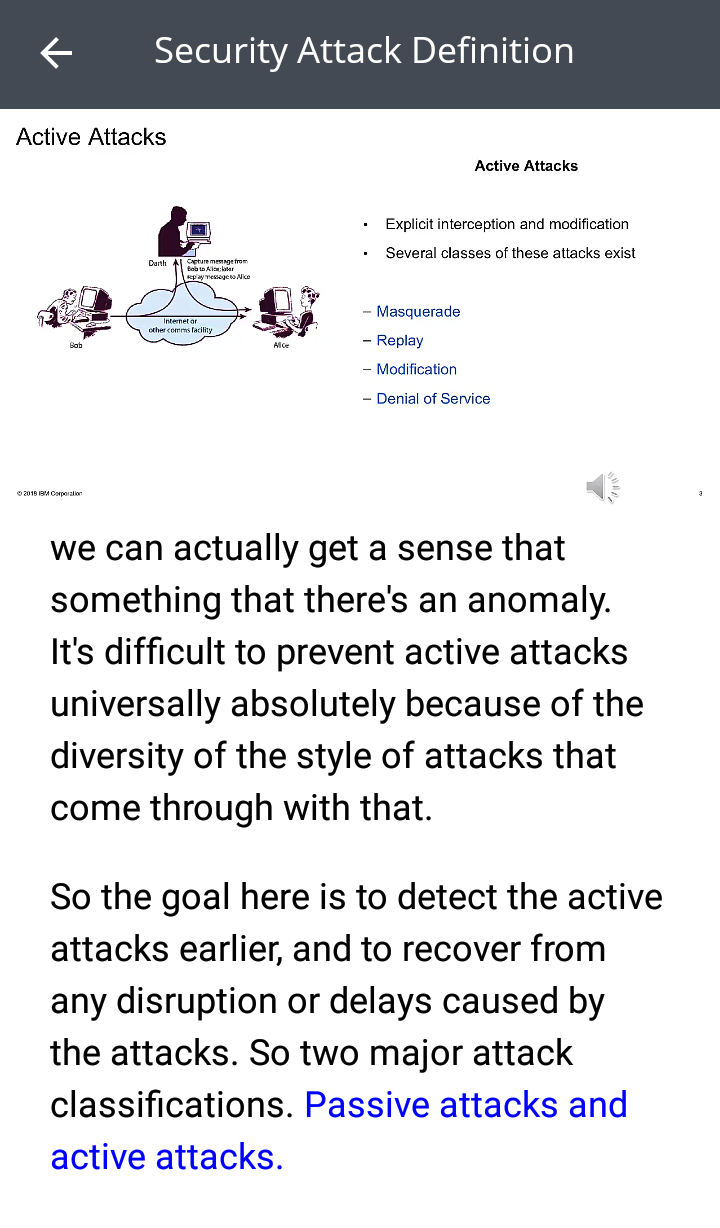 Security Attack Definition
Active Attacks
Active Attacks
• Explicit interception and modification
• Several classes of these attacks exist
– Masquerade
– Replay
– Modification
– Denial of Service
Darth
Capture message from
Bob to Alice; later
replay message to Alice
Internet or
other comms facility
Bob
Alice
© 2018 IBM Corporation
3
we can actually get a sense that
something that there's an anomaly.
It's difficult to prevent active attacks
universally absolutely because of the
diversity of the style of attacks that
come through with that.
So the goal here is to detect the active
attacks earlier, and to recover from
any disruption or delays caused by
the attacks. So two major attack
classifications. Passive attacks and
active attacks.